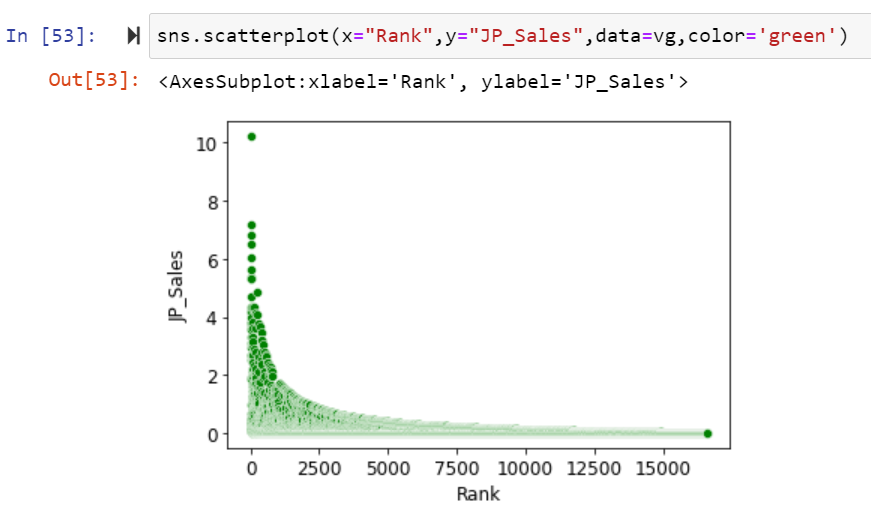 In [53]: sns.scatterplot(x="Rank",y="JP_Sales",data=vg,color='green')
Out[53]: <AxesSubplot:xlabel='Rank', ylabel='JP_Sales'>
10
8
6
4
2
0
JP_Sales
0 2500 5000 7500 10000 12500 15000
Rank